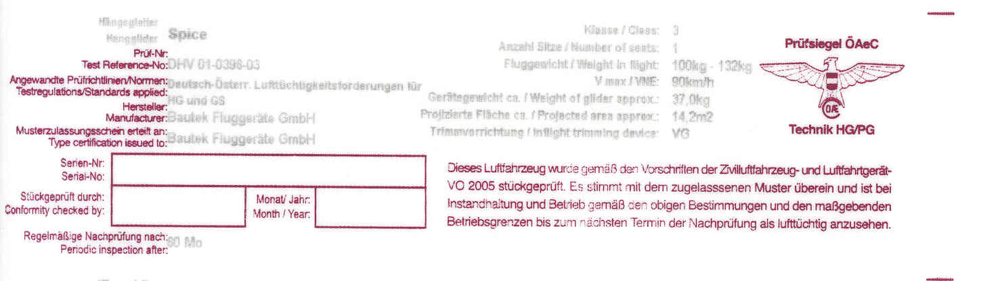 Hängegleiter
Hangglider Spice
Prüf-Nr:
Test Reference-No: DHV 01-0396-03
Angewandte Prüfrichtlinien/Normen:
Testregulations/Standards applied: Deutsch-Österr. Lufttüchtigkeitsforderungen für
HG und GS
Hersteller:
Manufacturer: Bautek Fluggeräte GmbH
Musterzulassungsschein erteilt an:
Type certification issued to: Bautek Fluggeräte GmbH
Klasse / Class: 3
Anzahl Sitze / Number of seats: 1
Fluggewicht / Weight in flight: 100kg - 132kg
V max / VNE: 90km/h
Gerätegewicht ca. / Weight of glider approx.: 37,0kg
Projizierte Fläche ca. / Projected area approx.: 14,2m2
Trimmvorrichtung / Inflight trimming device: VG
Prüfsiegel ÖAeC
OÆC
Technik HG/PG
Serien-Nr:
Serial-No:
Stückgeprüft durch:
Conformity checked by:
Monat/ Jahr:
Month / Year:
Regelmäßige Nachprüfung nach:
Periodic inspection after: 60 Mo
Dieses Luftfahrzeug wurde gemäß den Vorschriften der Zivilluftfahrzeug- und Luftfahrtgerät-
VO 2005 stückgeprüft. Es stimmt mit dem zugelasssenen Muster überein und ist bei
Instandhaltung und Betrieb gemäß den obigen Bestimmungen und den maßgebenden
Betriebsgrenzen bis zum nächsten Termin der Nachprüfung als lufttüchtig anzusehen.